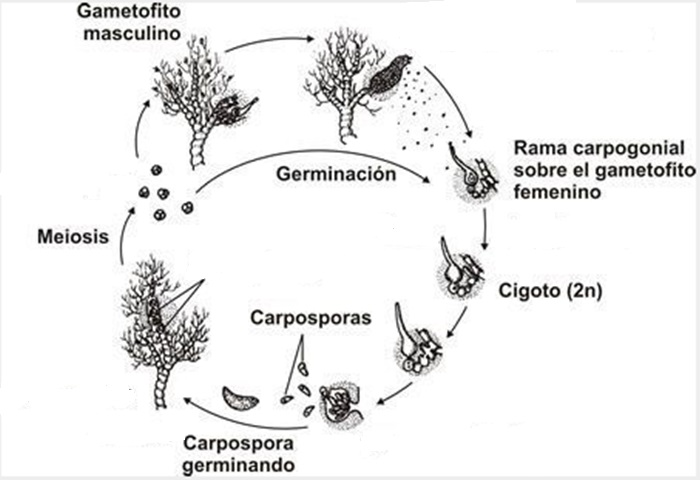 Gametofito
masculino
Rama carpogonial
sobre el gametofito
femenino
Germinación
Meiosis
Cigoto (2n)
Carposporas
Carpospora
germinando